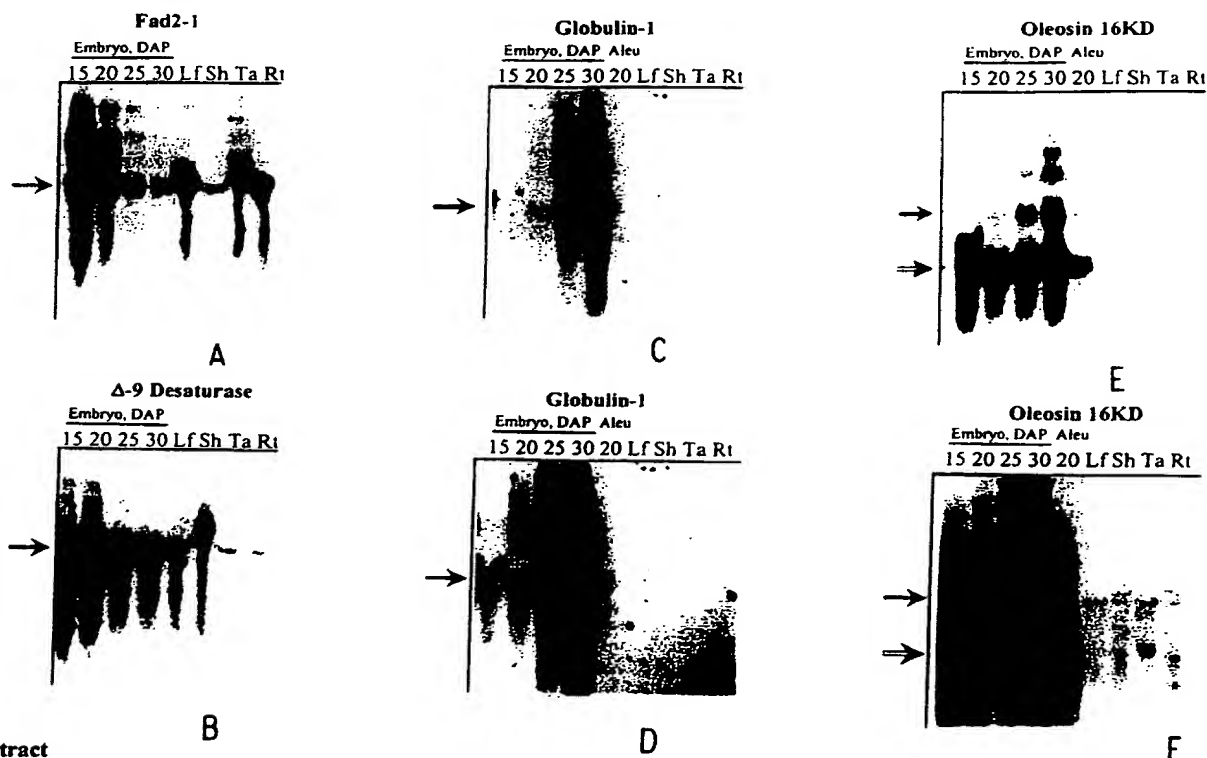 Fad2-1
Embryo, DAP
15 20 25 30 Lf Sh Ta Rt
A
Δ-9 Desaturase
Embryo, DAP
15 20 25 30 Lf Sh Ta Rt
B
Globulin-1
Embryo, DAP Aleu
15 20 25 30 20 Lf Sh Ta Rt
C
Globulin-1
Embryo, DAP Aleu
15 20 25 30 20 Lf Sh Ta Rt
D
Oleosin 16KD
Embryo, DAP Aleu
15 20 25 30 20 Lf Sh Ta Rt
E
Oleosin 16KD
Embryo, DAP Aleu
15 20 25 30 20 Lf Sh Ta Rt
F
tract